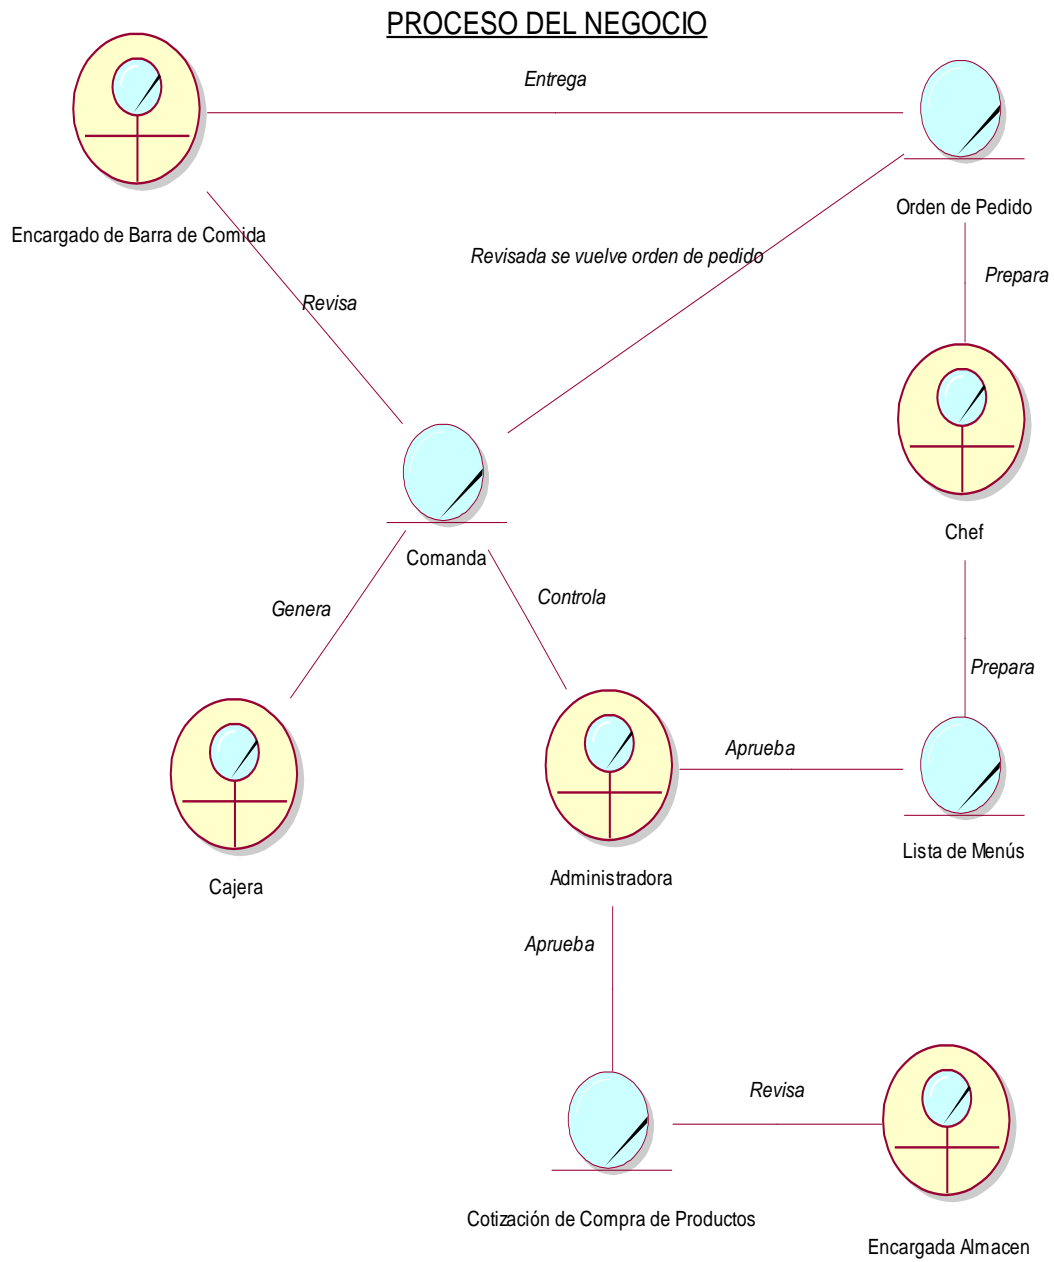 PROCESO DEL NEGOCIO
Entrega
Orden de Pedido
Encargado de Barra de Comida
Revisada se vuelve orden de pedido
Prepara
Revisa
Chef
Comanda
Genera
Controla
Prepara
Aprueba
Lista de Menús
Cajera
Administradora
Aprueba
Revisa
Cotización de Compra de Productos
Encargada Almacen